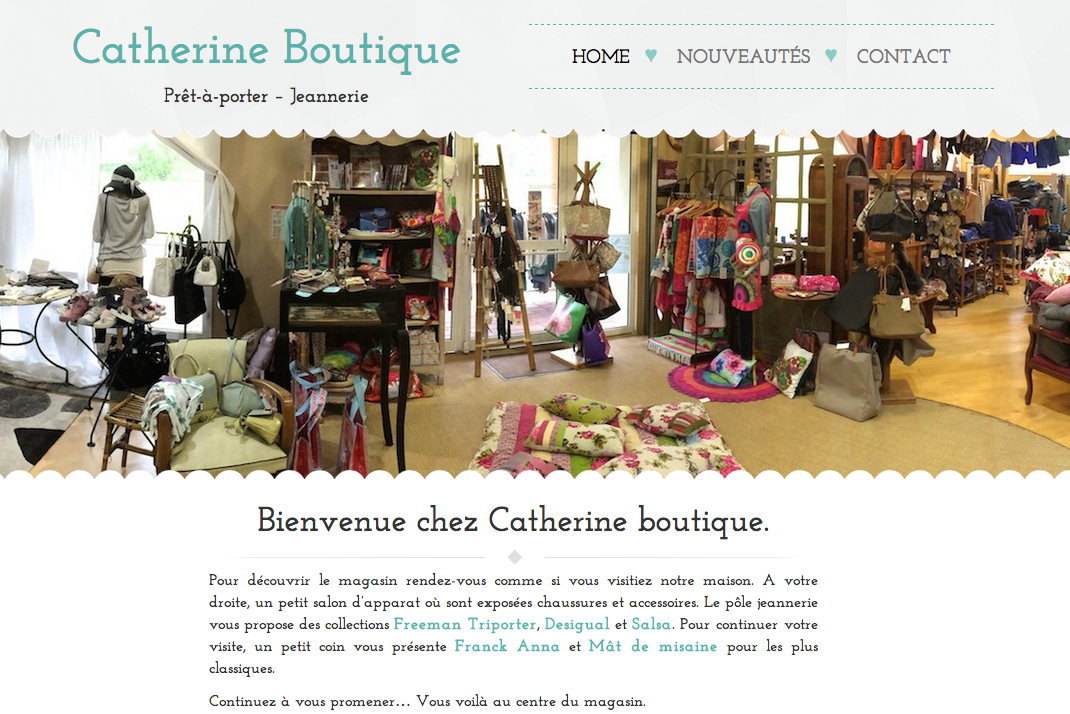 Catherine Boutique
Prêt-à-porter – Jeannerie
HOME ♥ NOUVEAUTÉS ♥ CONTACT
Bienvenue chez Catherine boutique.
Pour découvrir le magasin rendez-vous comme si vous visitiez notre maison. A votre
droite, un petit salon d'apparat où sont exposées chaussures et accessoires. Le pôle jeannerie
vous propose des collections Freeman Triporter, Desigual et Salsa. Pour continuer votre
visite, un petit coin vous présente Franck Anna et Mât de misaine pour les plus
classiques.
Continuez à vous promener… Vous voilà au centre du magasin.